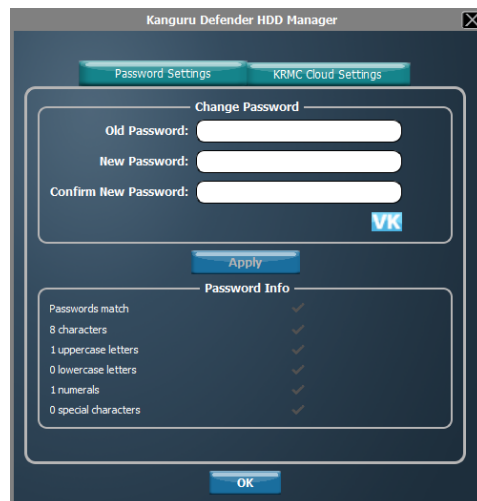 Kanguru Defender HDD Manager
Password Settings
KRMC Cloud Settings
Change Password
Old Password:
New Password:
Confirm New Password:
VK
Apply
Password Info
Passwords match
8 characters
1 uppercase letters
0 lowercase letters
1 numerals
0 special characters
OK